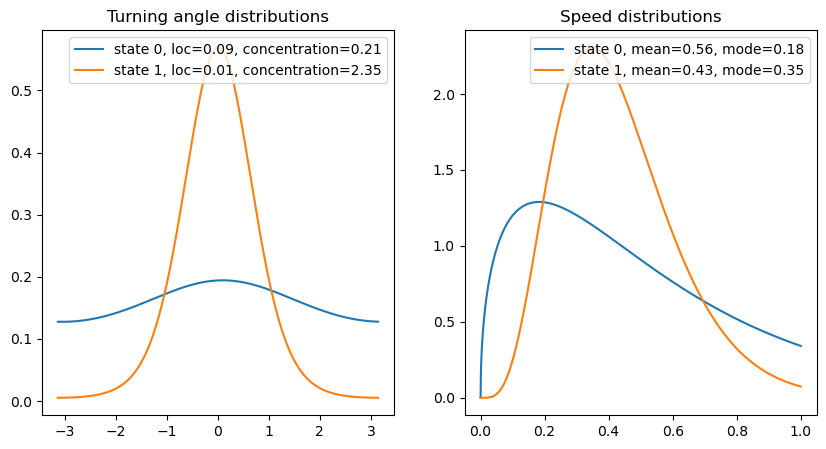 Turning angle distributions
state 0, loc=0.09, concentration=0.21
state 1, loc=0.01, concentration=2.35
0.5
0.4
0.3
0.2
0.1
0.0
−3 −2 −1 0 1 2 3
Speed distributions
state 0, mean=0.56, mode=0.18
state 1, mean=0.43, mode=0.35
2.0
1.5
1.0
0.5
0.0
0.0 0.2 0.4 0.6 0.8 1.0